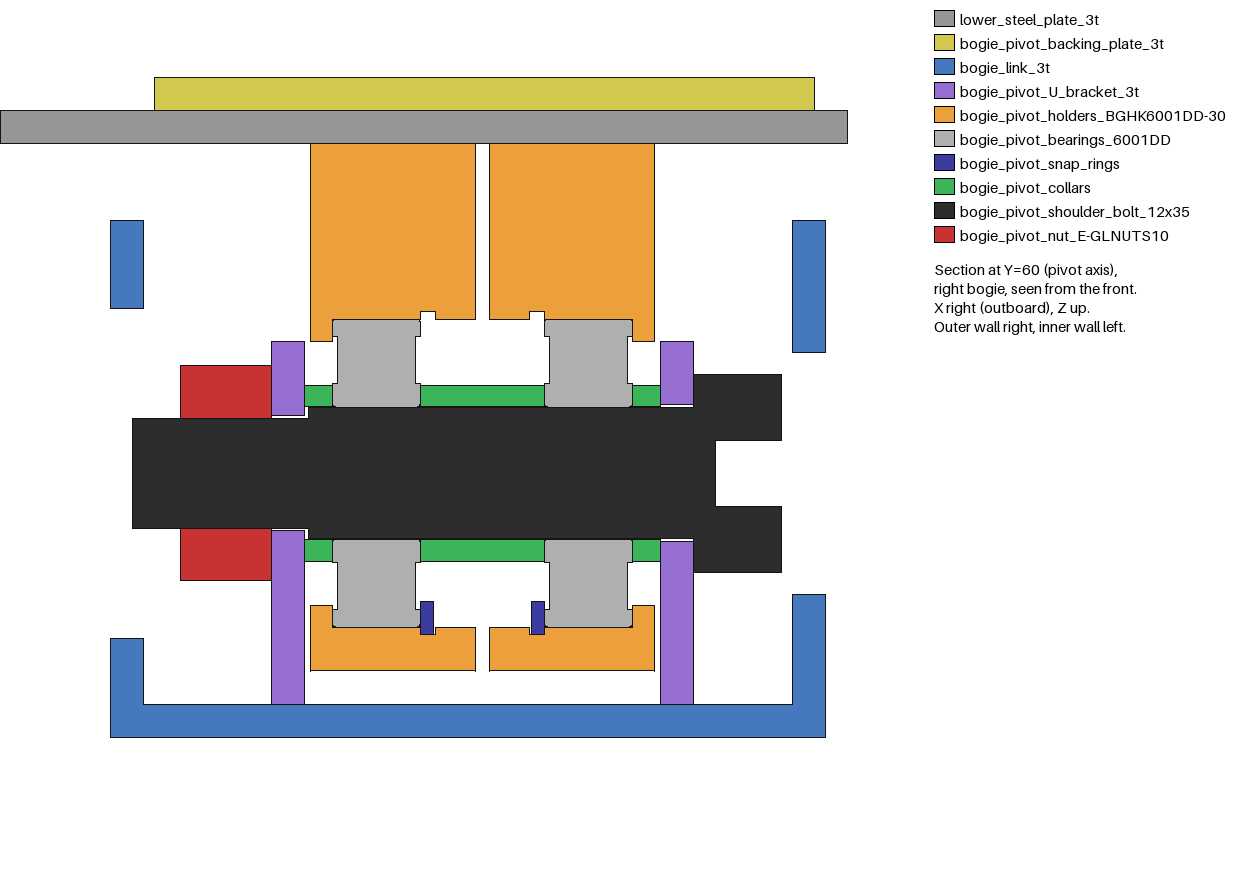 lower_steel_plate_3t
bogie_pivot_backing_plate_3t
bogie_link_3t
bogie_pivot_U_bracket_3t
bogie_pivot_holders_BGHK6001DD-30
bogie_pivot_bearings_6001DD
bogie_pivot_snap_rings
bogie_pivot_collars
bogie_pivot_shoulder_bolt_12x35
bogie_pivot_nut_E-GLNUTS10
Section at Y=60 (pivot axis),
right bogie, seen from the front.
X right (outboard), Z up.
Outer wall right, inner wall left.